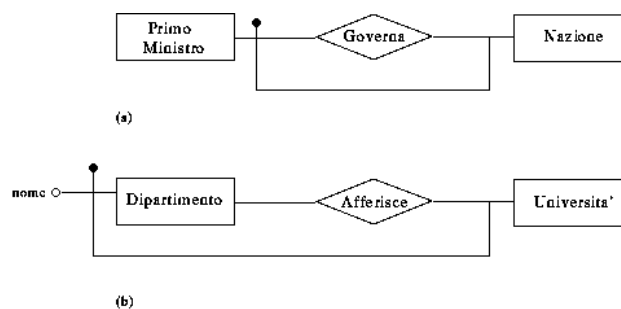 Primo
Ministro
Governa
Nazione
(a)
nome
Dipartimento
Afferisce
Universita'
(b)